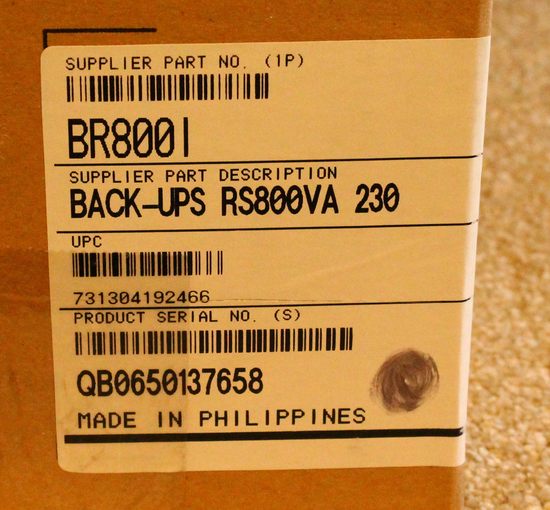 SUPPLIER PART NO. (1P)
BR800I
SUPPLIER PART DESCRIPTION
BACK-UPS RS800VA 230
UPC
731304192466
PRODUCT SERIAL NO. (S)
QB0650137658
MADE IN PHILIPPINES